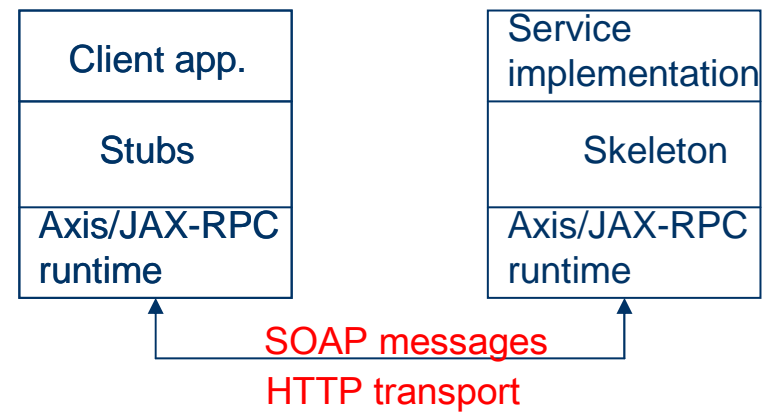 Client app.
Stubs
Axis/JAX-RPC
runtime
Service
implementation
Skeleton
Axis/JAX-RPC
runtime
SOAP messages
HTTP transport